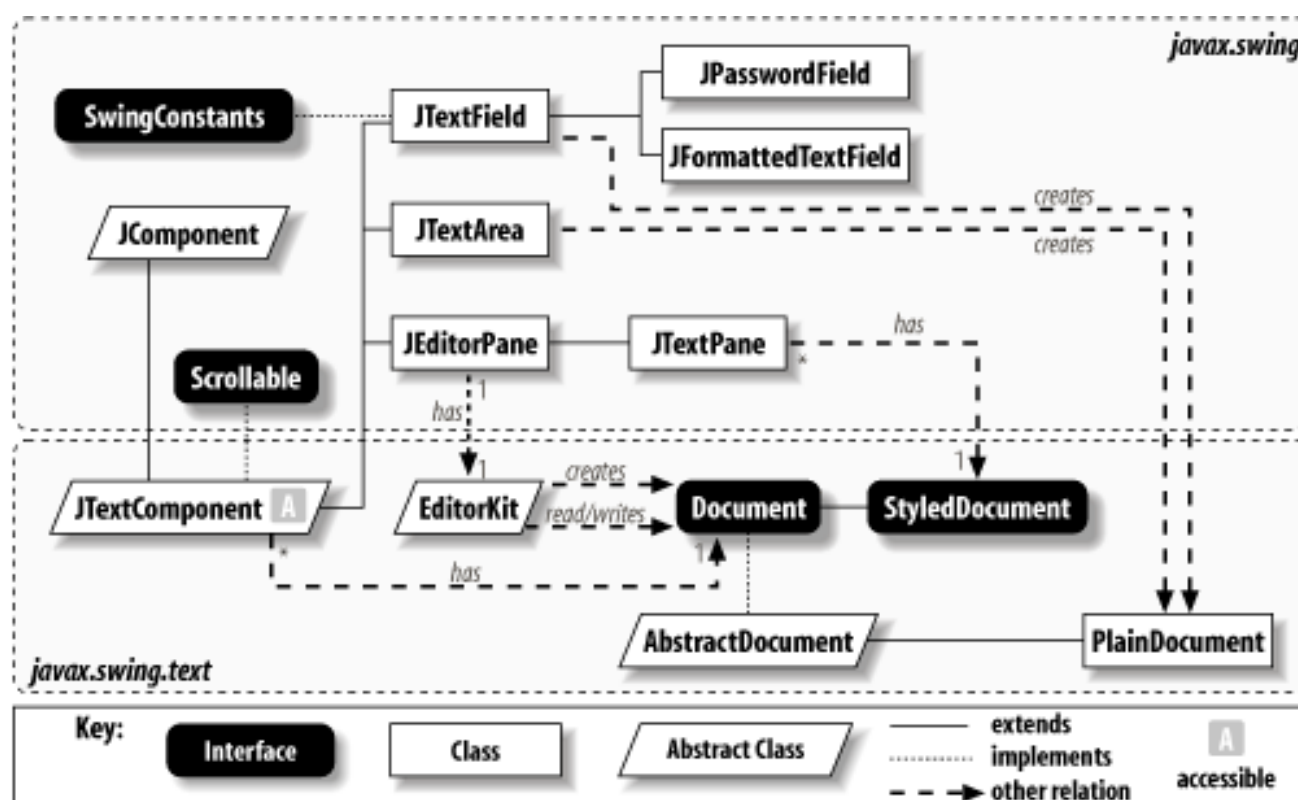 javax.swing
JPasswordField
SwingConstants
JTextField
JFormattedTextField
creates
JComponent
JTextArea
creates
JEditorPane
JTextPane
has
*
Scrollable
1
has
1
1
creates
JTextComponent A
EditorKit
Document
StyledDocument
read/writes
*
1
has
AbstractDocument
PlainDocument
javax.swing.text
Key:
Interface
Class
Abstract Class
extends
implements
other relation
A
accessible